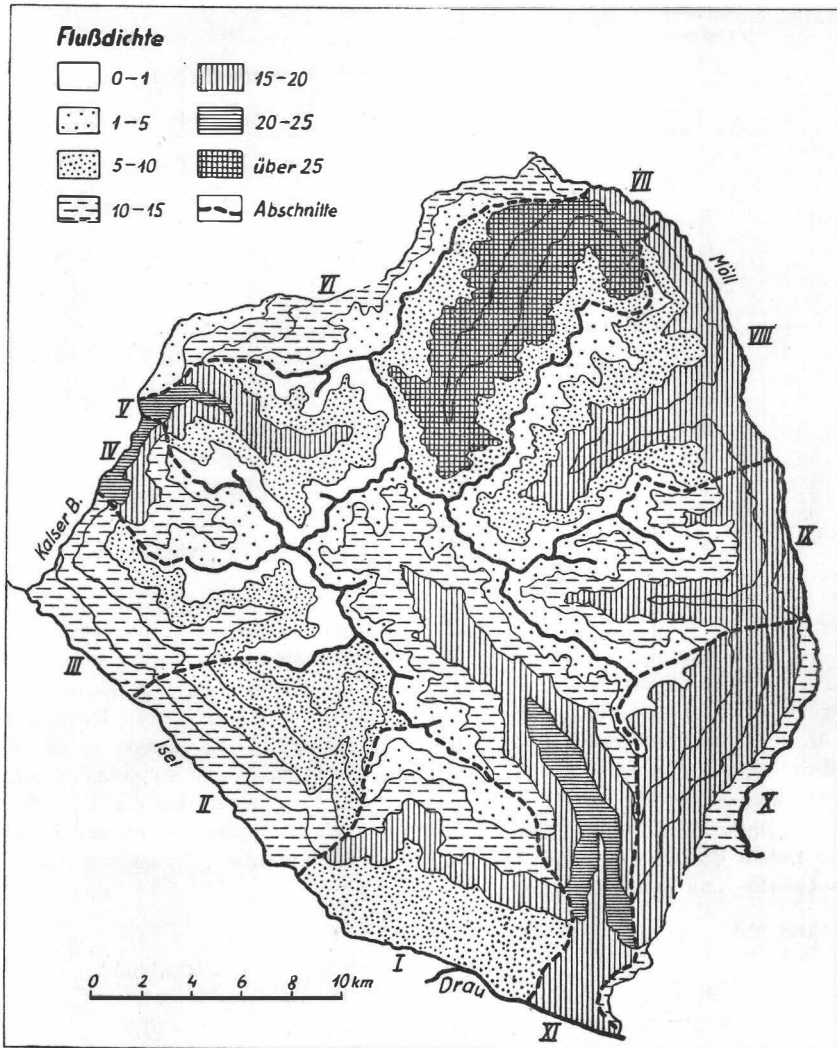 Flußdichte
0–1
1–5
5–10
10–15
15–20
20–25
über 25
Abschnitte
VII
Möll
VI
VIII
V
IV
Kalser B.
IX
III
Isel
II
X
I
Drau
XI
0 2 4 6 8 10 km